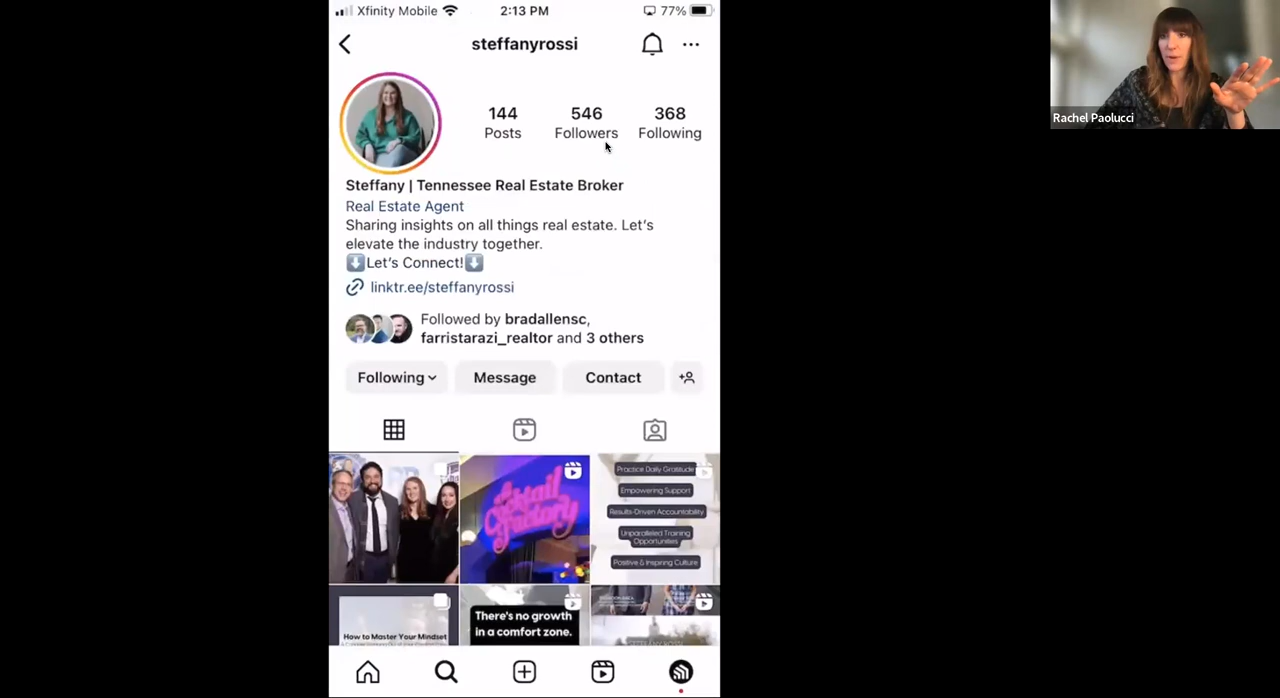 Xfinity Mobile
2:13 PM
77%
steffanyrossi
144
546
368
Posts
Followers
Following
Steffany | Tennessee Real Estate Broker
Real Estate Agent
Sharing insights on all things real estate. Let's
elevate the industry together.
⬇️Let's Connect!⬇️
linktr.ee/steffanyrossi
Followed by bradallensc,
farristarazi_realtor and 3 others
Following
Message
Contact
Cocktail
Factory
Practice Daily Gratitude
Empowering Support
Results-Driven Accountability
Unparalleled Training
Opportunities
Positive & Inspiring Culture
How to Master Your Mindset
There's no growth
in a comfort zone.
Rachel Paolucci